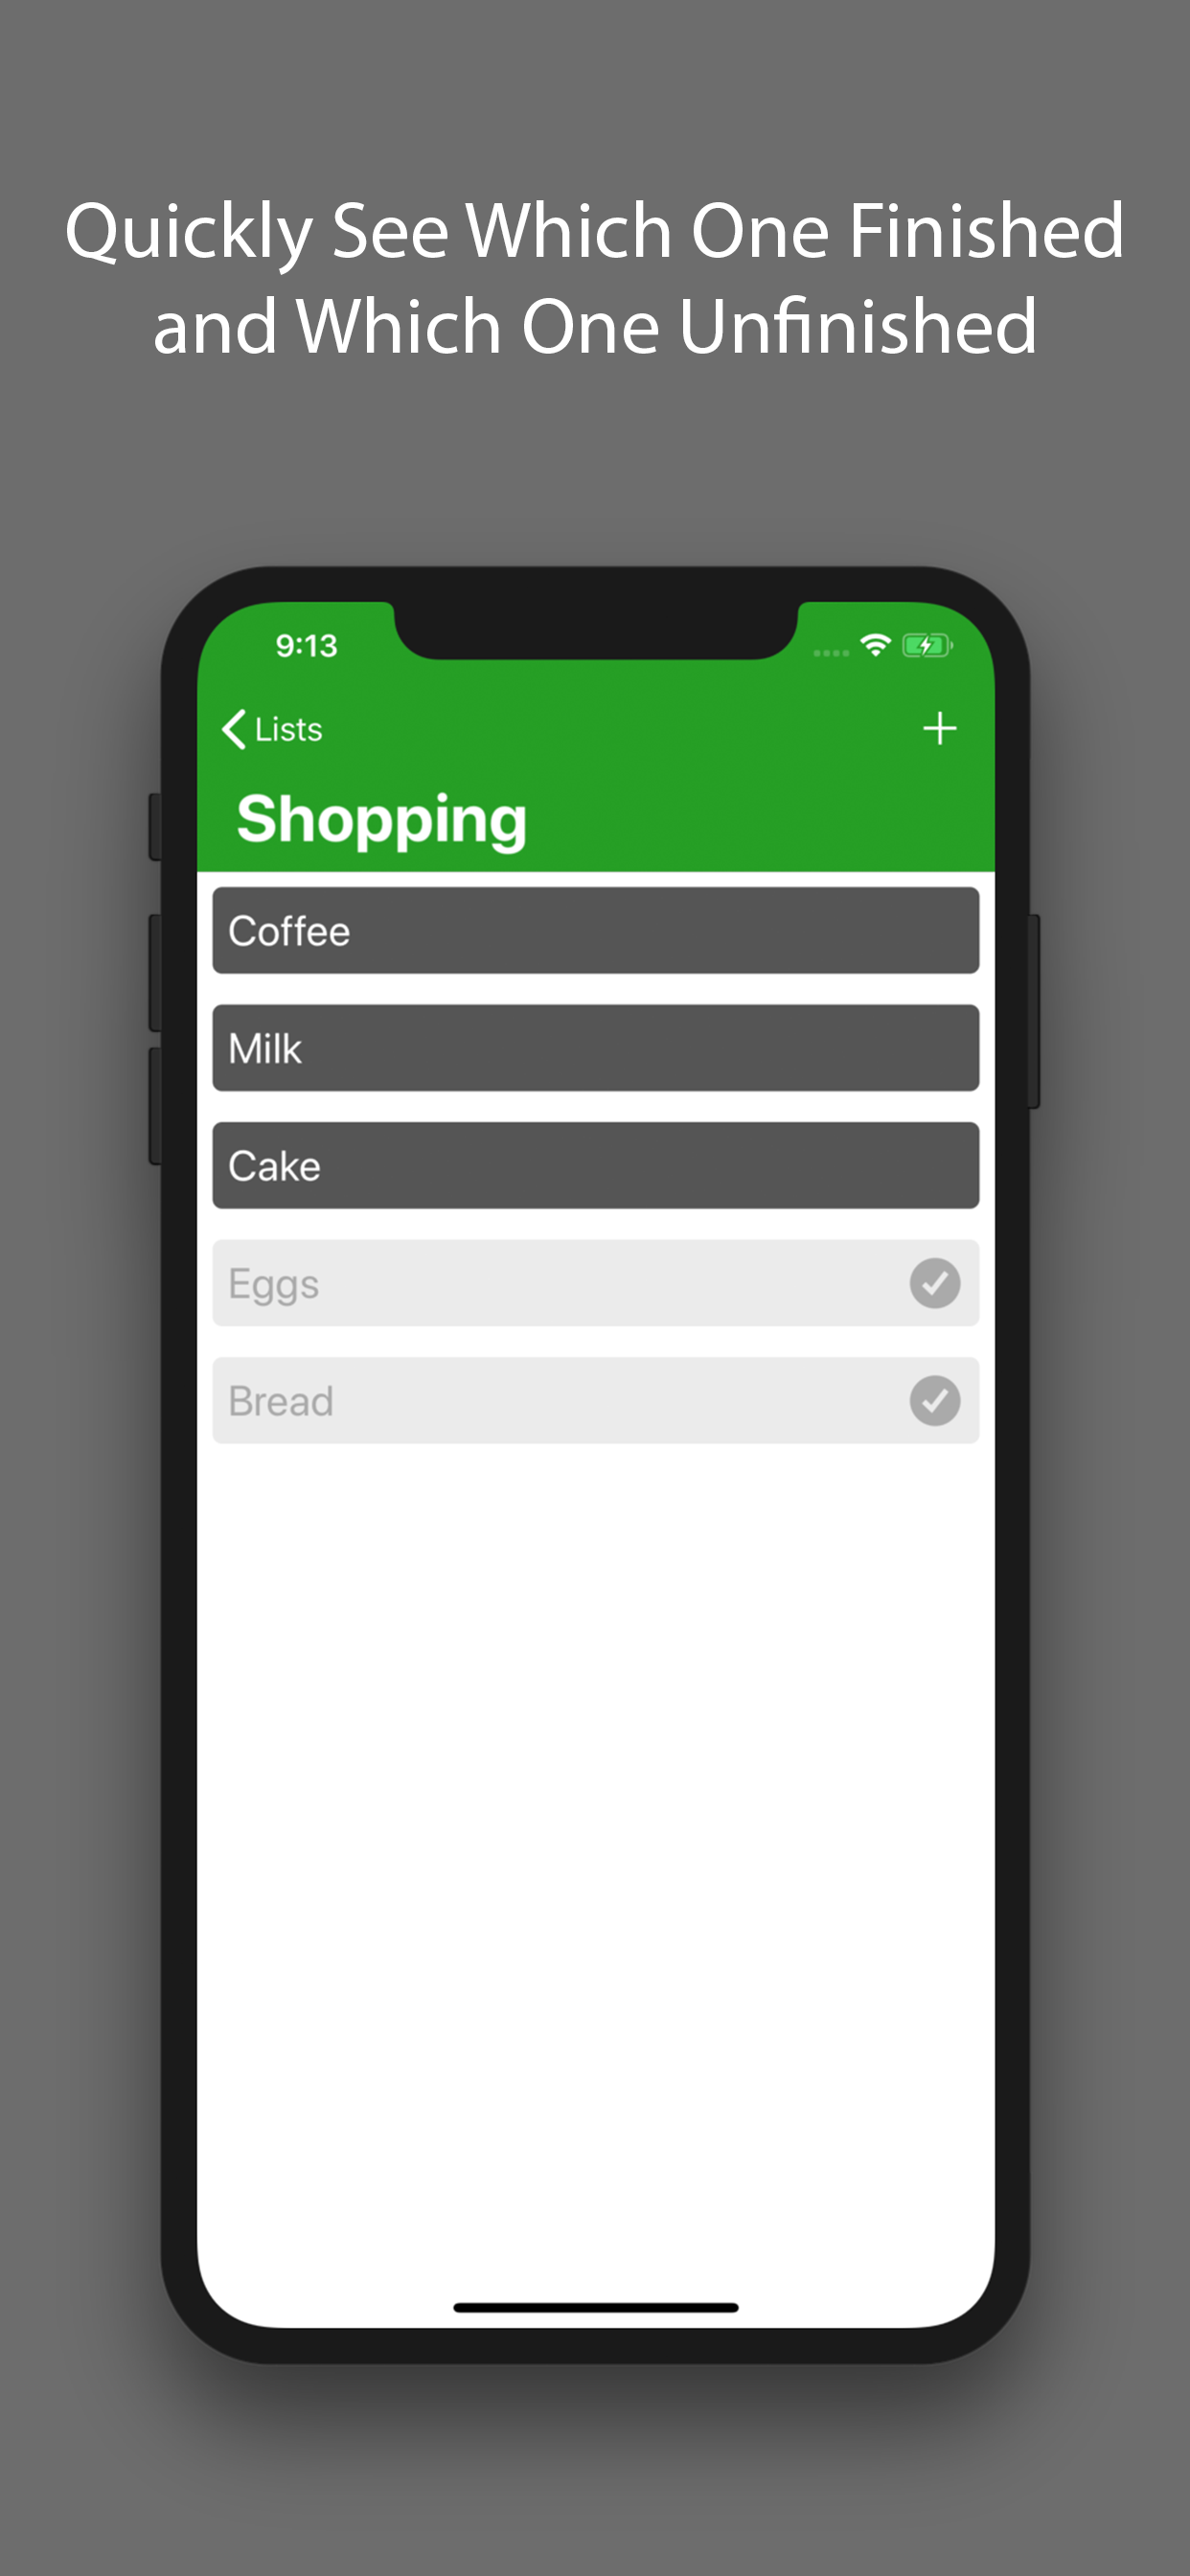 Quickly See Which One Finished
and Which One Unfinished
9:13
Lists
Shopping
Coffee
Milk
Cake
Eggs
Bread